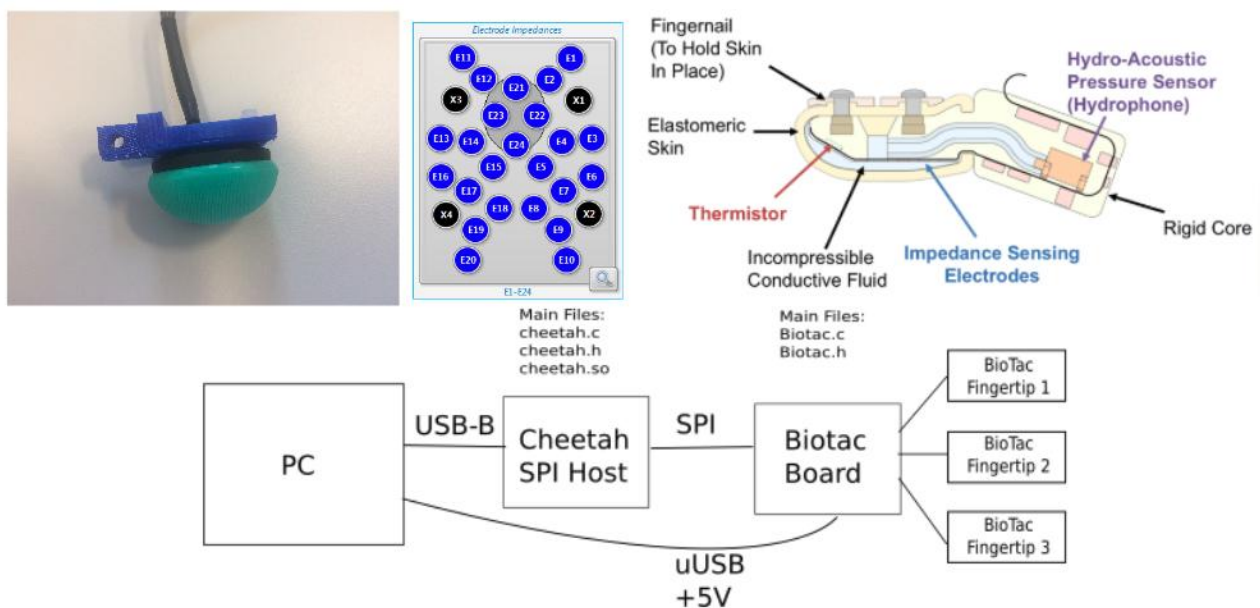 Electrode Impedances
E11
E1
E12
E2
E21
X3
X1
E23
E22
E13
E14
E24
E4
E3
E15
E5
E16
E6
E17
E7
E18
E8
X4
X2
E19
E9
E20
E10
E1-E24
Fingernail
(To Hold Skin
In Place)
Hydro-Acoustic
Pressure Sensor
(Hydrophone)
Elastomeric
Skin
Thermistor
Rigid Core
Incompressible
Conductive Fluid
Impedance Sensing
Electrodes
Main Files:
cheetah.c
cheetah.h
cheetah.so
Main Files:
Biotac.c
Biotac.h
PC
USB-B
Cheetah
SPI Host
SPI
Biotac
Board
BioTac
Fingertip 1
BioTac
Fingertip 2
BioTac
Fingertip 3
uUSB
+5V